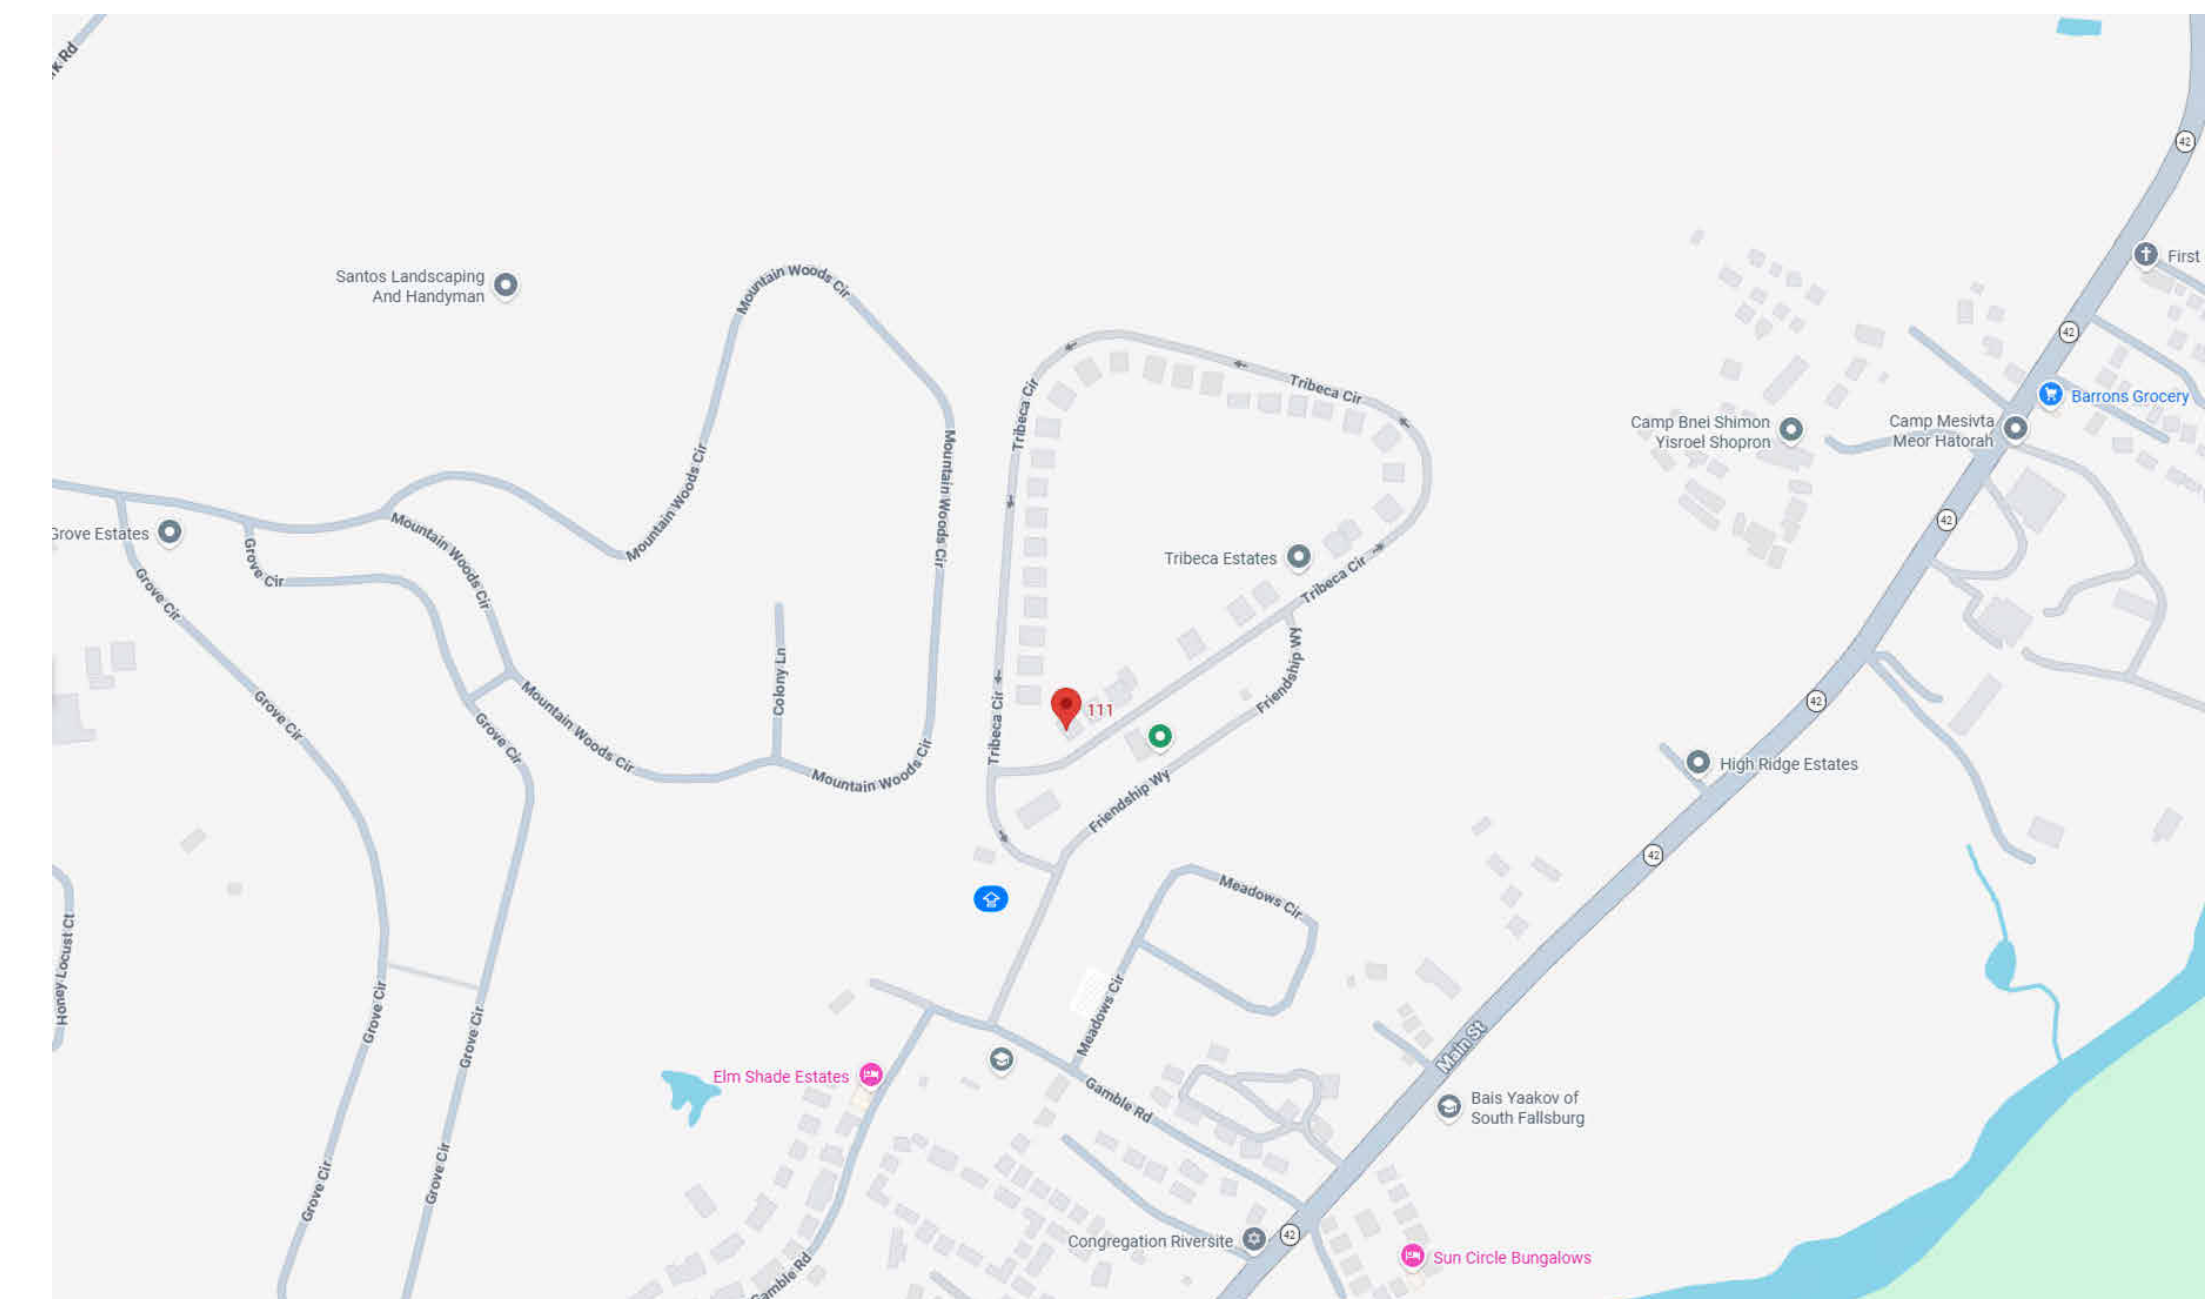 rk Rd
42
First
Santos Landscaping
And Handyman
Mountain Woods Cir
42
Tribeca Cir
Tribeca Cir
Barrons Grocery
Camp Bnei Shimon
Yisroel Shopron
Camp Mesivta
Meor Hatorah
Mountain Woods Cir
Mountain Woods Cir
Grove Estates
Mountain Woods Cir
42
Grove Cir
Grove Cir
Tribeca Estates
Tribeca Cir
Colony Ln
Friendship Wy
Grove Cir
Mountain Woods Cir
Grove Cir
Tribeca Cir
111
42
Mountain Woods Cir
Friendship Wy
High Ridge Estates
42
Meadows Cir
Honey Locust Ct
Grove Cir
Grove Cir
Meadows Cir
Main St
Elm Shade Estates
Gamble Rd
Bais Yaakov of
South Fallsburg
Grove Cir
Grove Cir
Congregation Riversite
42
Sun Circle Bungalows
Gamble Rd